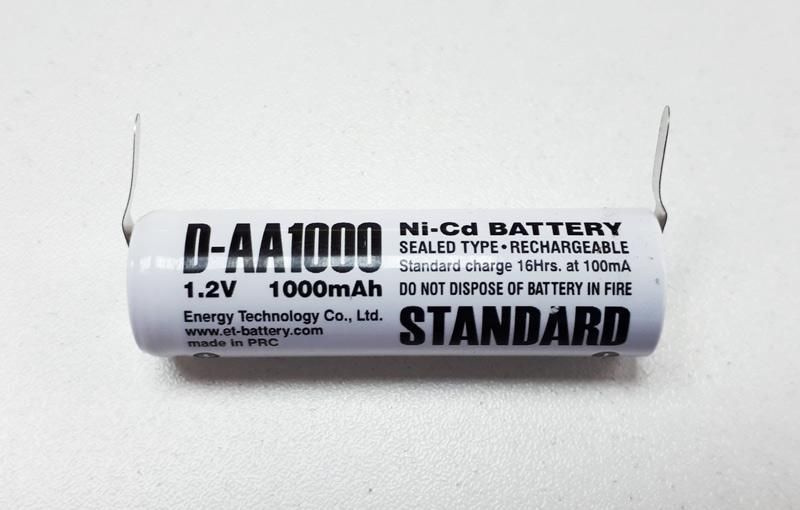 D-AA1000
1.2V 1000mAh
Energy Technology Co., Ltd.
www.et-battery.com
made in PRC
Ni-Cd BATTERY
SEALED TYPE • RECHARGEABLE
Standard charge 16Hrs. at 100mA
DO NOT DISPOSE OF BATTERY IN FIRE
STANDARD